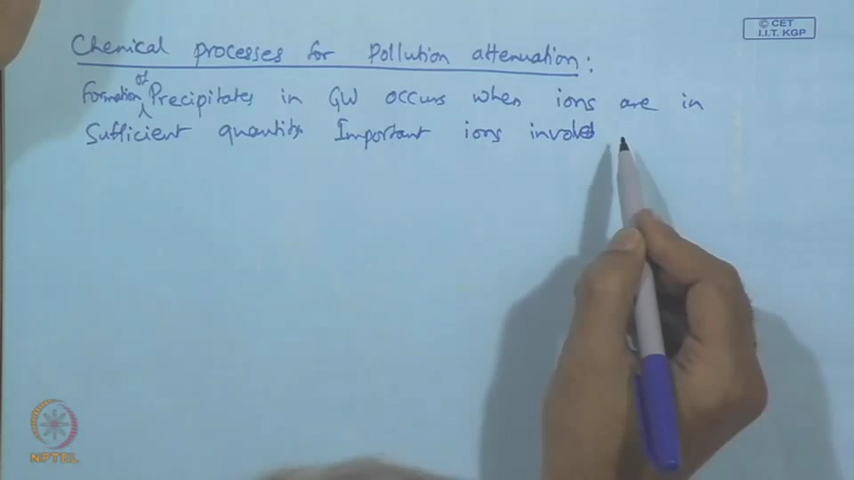 © CET
I.I.T. KGP
Chemical processes for Pollution attenuation:
Formation of Precipitates in GW occurs when ions are in
Sufficient quantity. Important ions involved
NPTEL